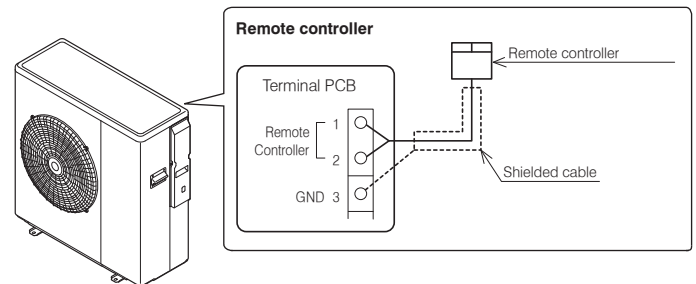 Remote controller
Remote controller
Terminal PCB
1
Remote
Controller
2
Shielded cable
GND 3